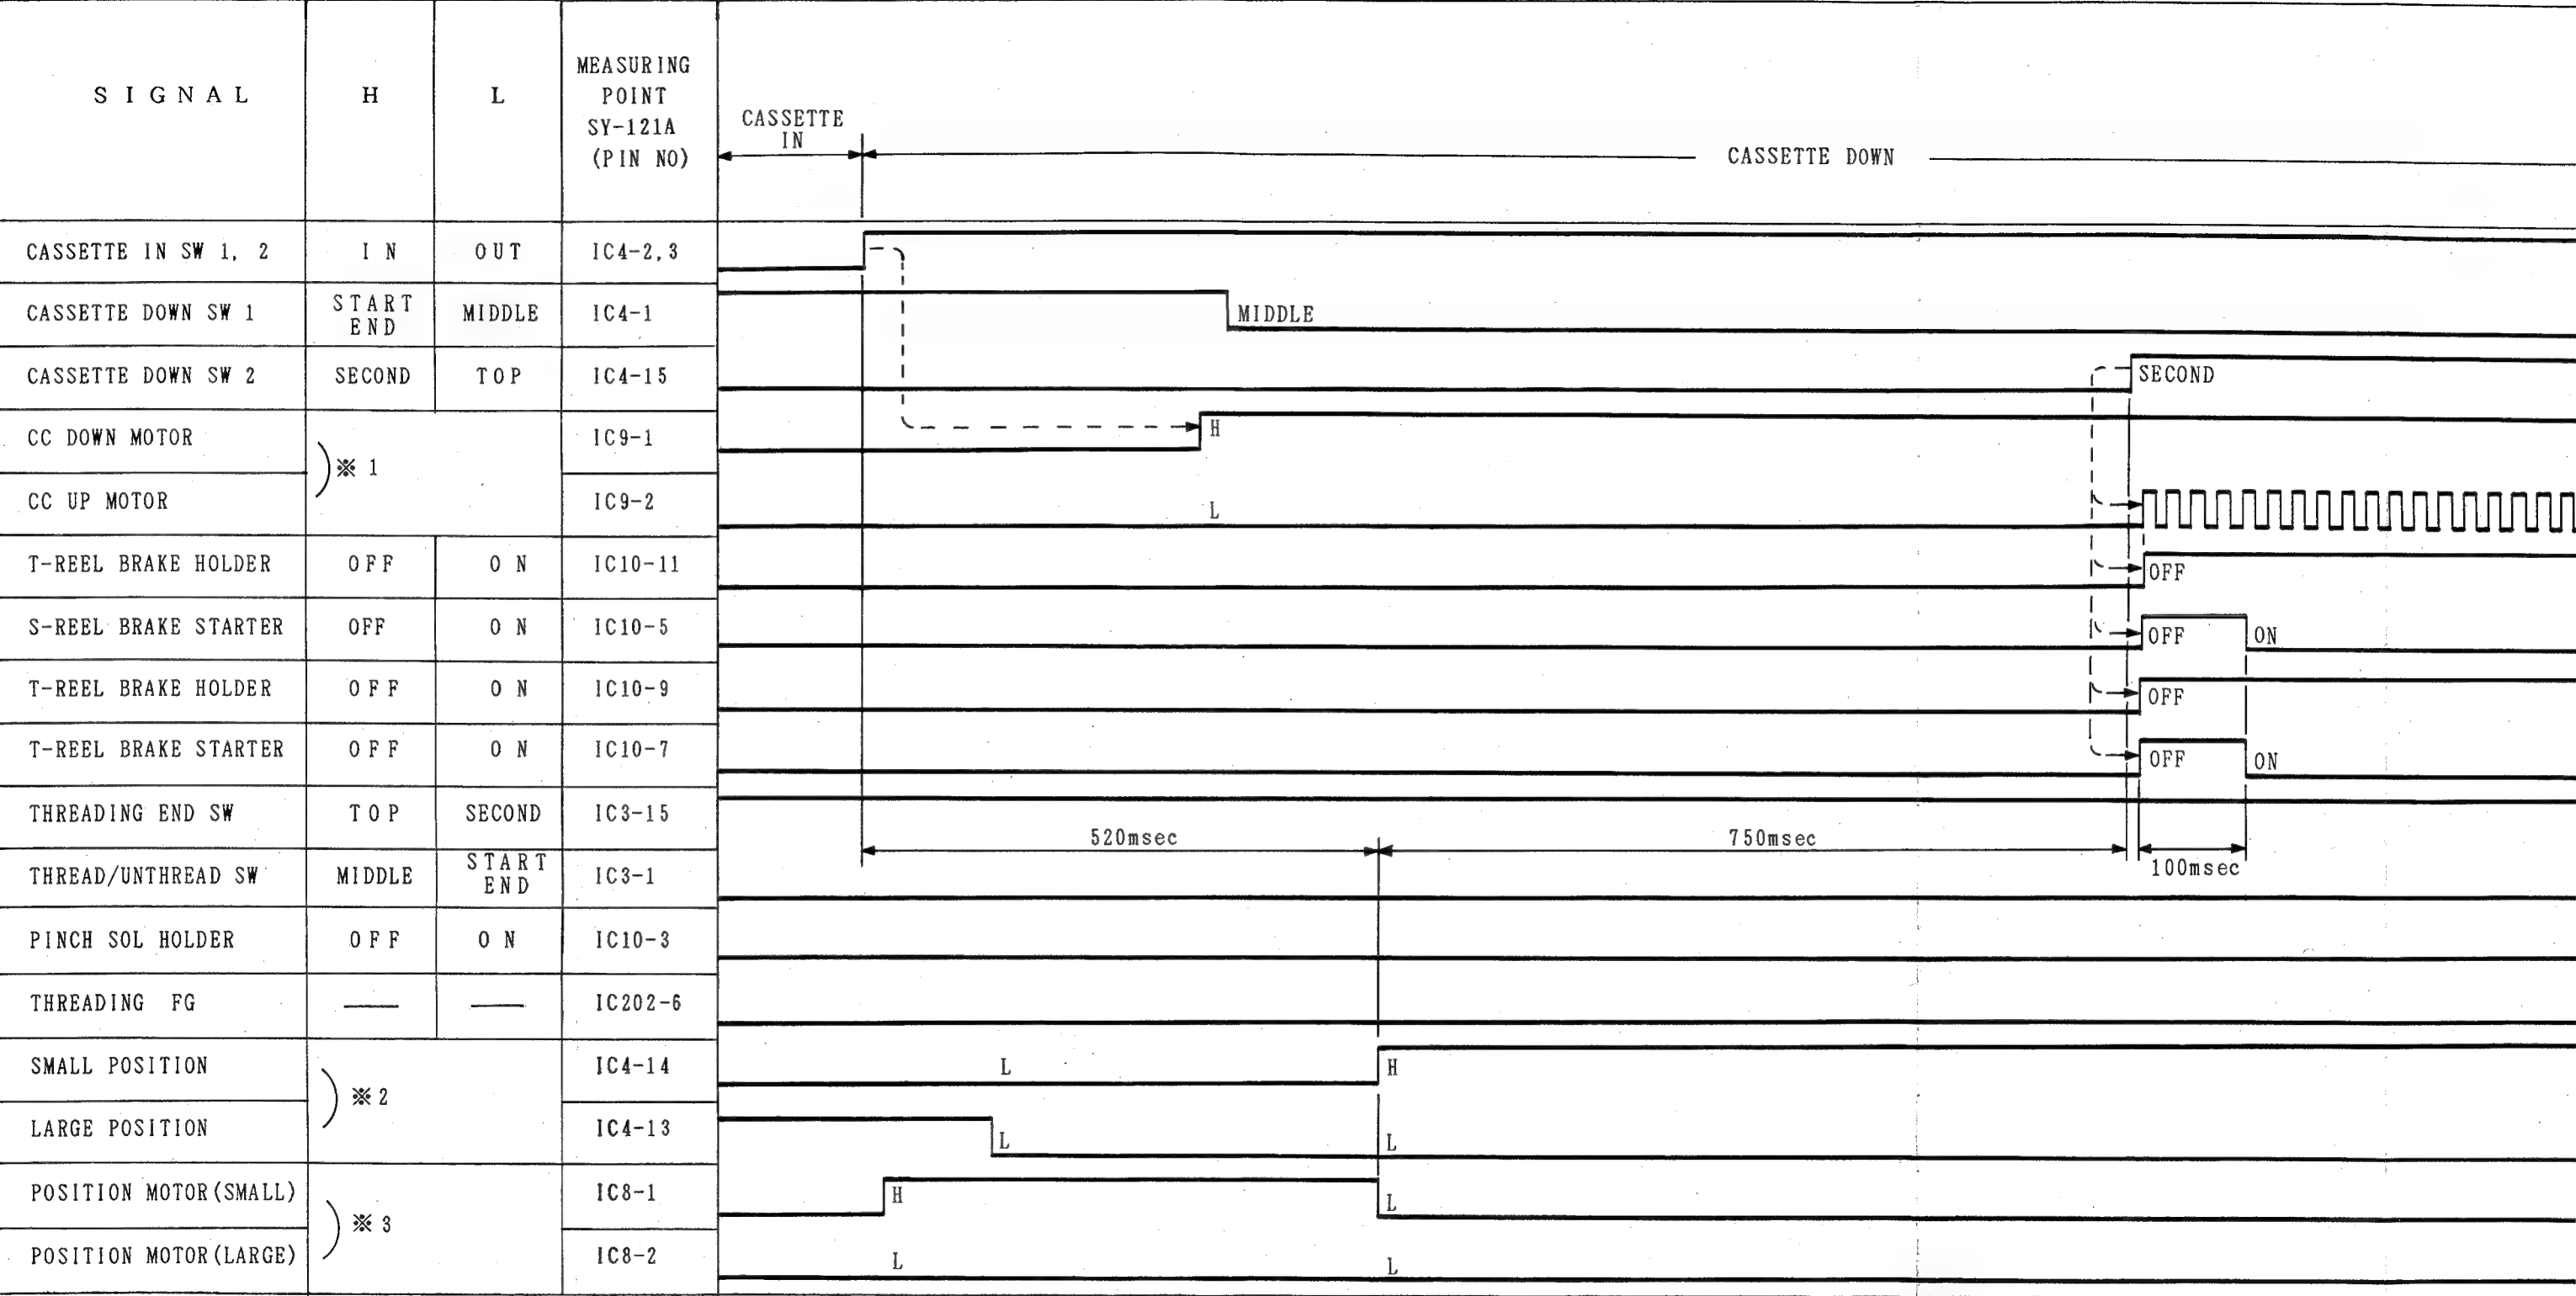 SIGNAL
H
L
MEASURING
POINT
SY-121A
(PIN NO)
CASSETTE
IN
CASSETTE DOWN
CASSETTE IN SW 1, 2 IN OUT IC4-2,3
CASSETTE DOWN SW 1 START END MIDDLE IC4-1 MIDDLE
CASSETTE DOWN SW 2 SECOND TOP IC4-15 SECOND
CC DOWN MOTOR IC9-1 H
※ 1
CC UP MOTOR IC9-2 L
T-REEL BRAKE HOLDER OFF ON IC10-11 OFF
S-REEL BRAKE STARTER OFF ON IC10-5 OFF ON
T-REEL BRAKE HOLDER OFF ON IC10-9 OFF
T-REEL BRAKE STARTER OFF ON IC10-7 OFF ON
THREADING END SW TOP SECOND IC3-15
520msec 750msec
100msec
THREAD/UNTHREAD SW MIDDLE START END IC3-1
PINCH SOL HOLDER OFF ON IC10-3
THREADING FG — — IC202-6
SMALL POSITION IC4-14 L H
※ 2
LARGE POSITION IC4-13 L L
POSITION MOTOR(SMALL) IC8-1 H L
※ 3
POSITION MOTOR(LARGE) IC8-2 L L